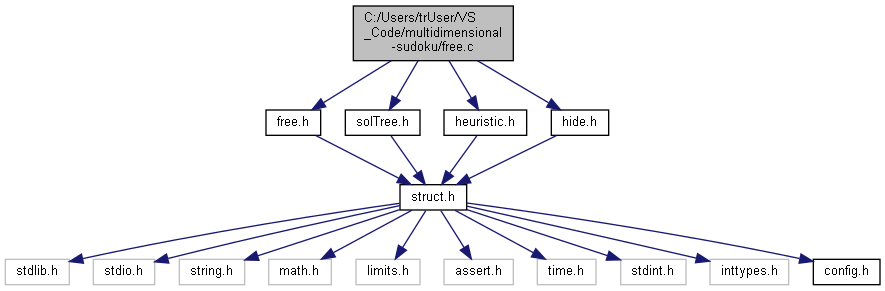 C:/Users/trUser/VS
_Code/multidimensional
-sudoku/free.c
free.h
solTree.h
heuristic.h
hide.h
struct.h
stdlib.h
stdio.h
string.h
math.h
limits.h
assert.h
time.h
stdint.h
inttypes.h
config.h